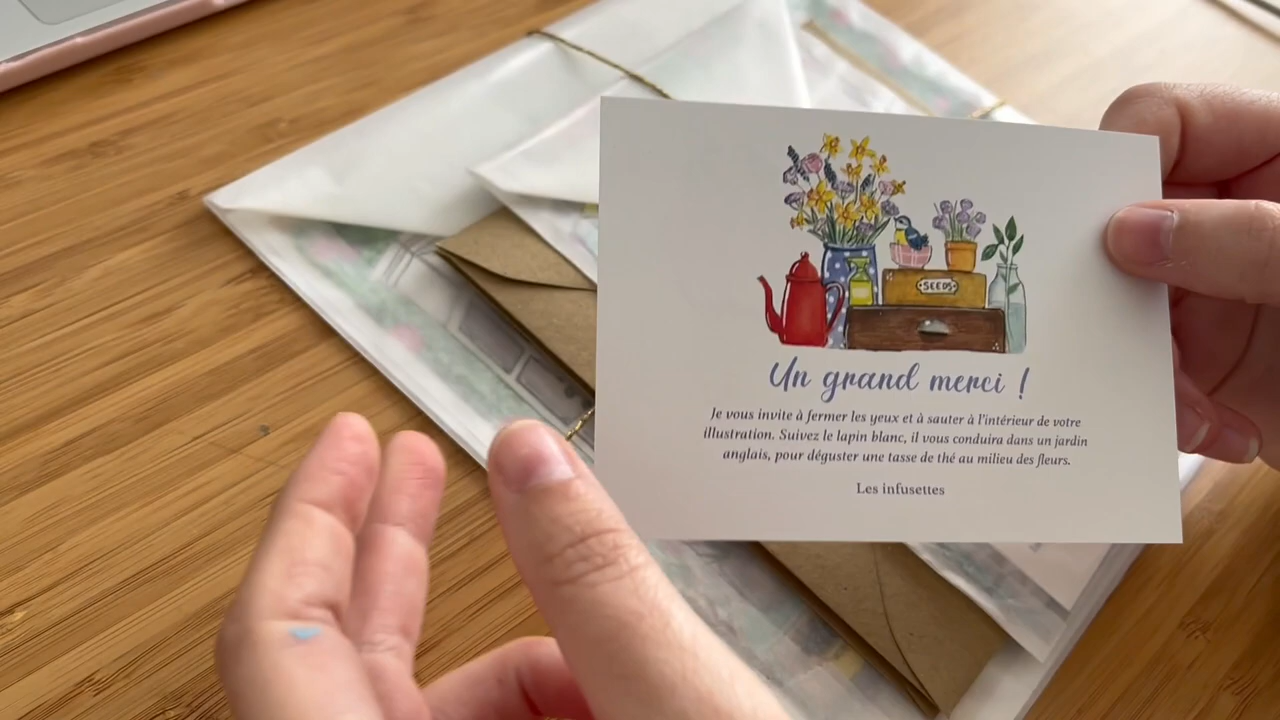 SEEDS
Un grand merci !
Je vous invite à fermer les yeux et à sauter à l'intérieur de votre
illustration. Suivez le lapin blanc, il vous conduira dans un jardin
anglais, pour déguster une tasse de thé au milieu des fleurs.
Les infusettes